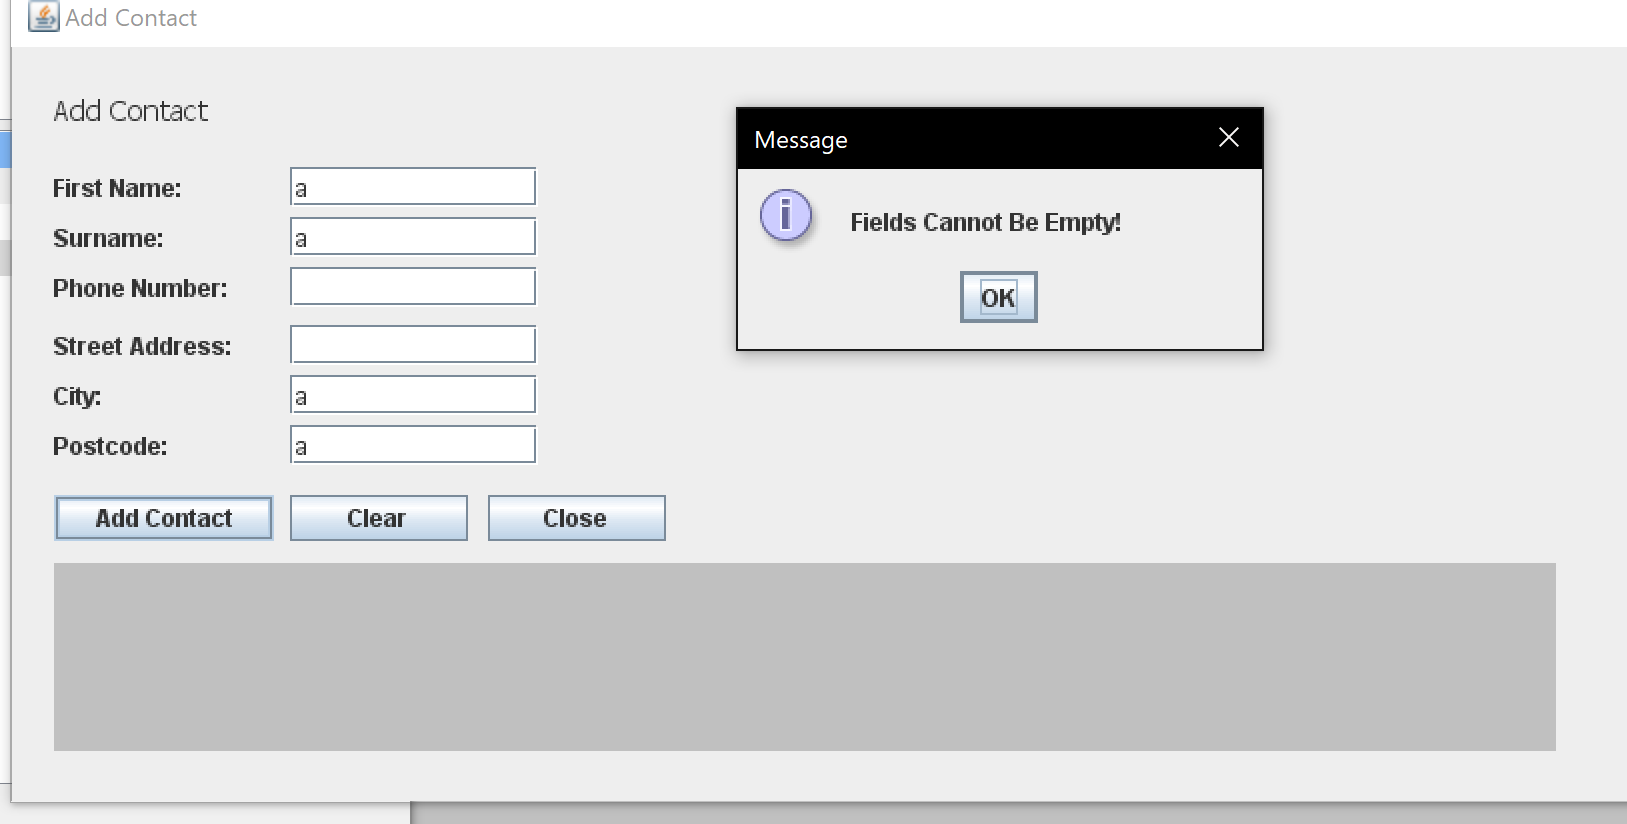 Add Contact
Add Contact
Message
Fields Cannot Be Empty!
OK
First Name: a
Surname: a
Phone Number:
Street Address:
City: a
Postcode: a
Add Contact Clear Close